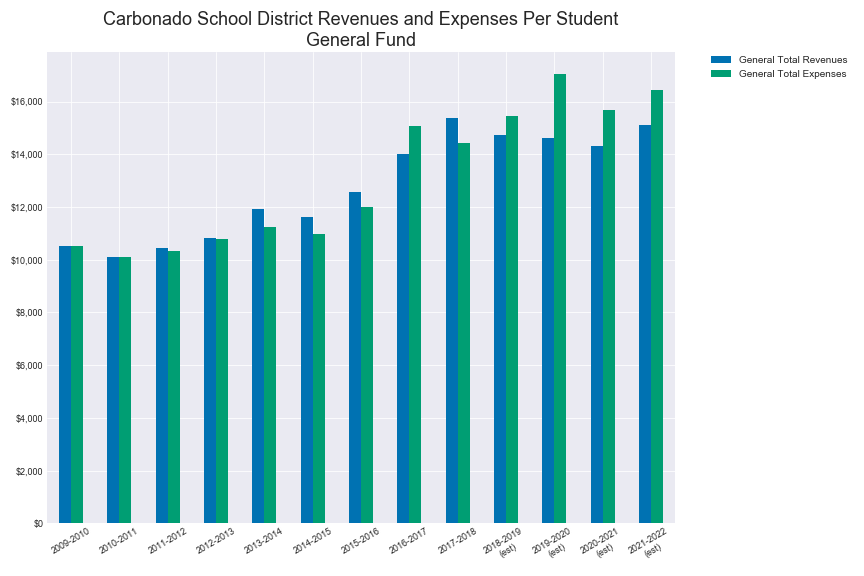 Carbonado School District Revenues and Expenses Per Student
General Fund
General Total Revenues
General Total Expenses
$16,000
$14,000
$12,000
$10,000
$8,000
$6,000
$4,000
$2,000
$0
2009-2010
2010-2011
2011-2012
2012-2013
2013-2014
2014-2015
2015-2016
2016-2017
2017-2018
2018-2019
(est)
2019-2020
(est)
2020-2021
(est)
2021-2022
(est)